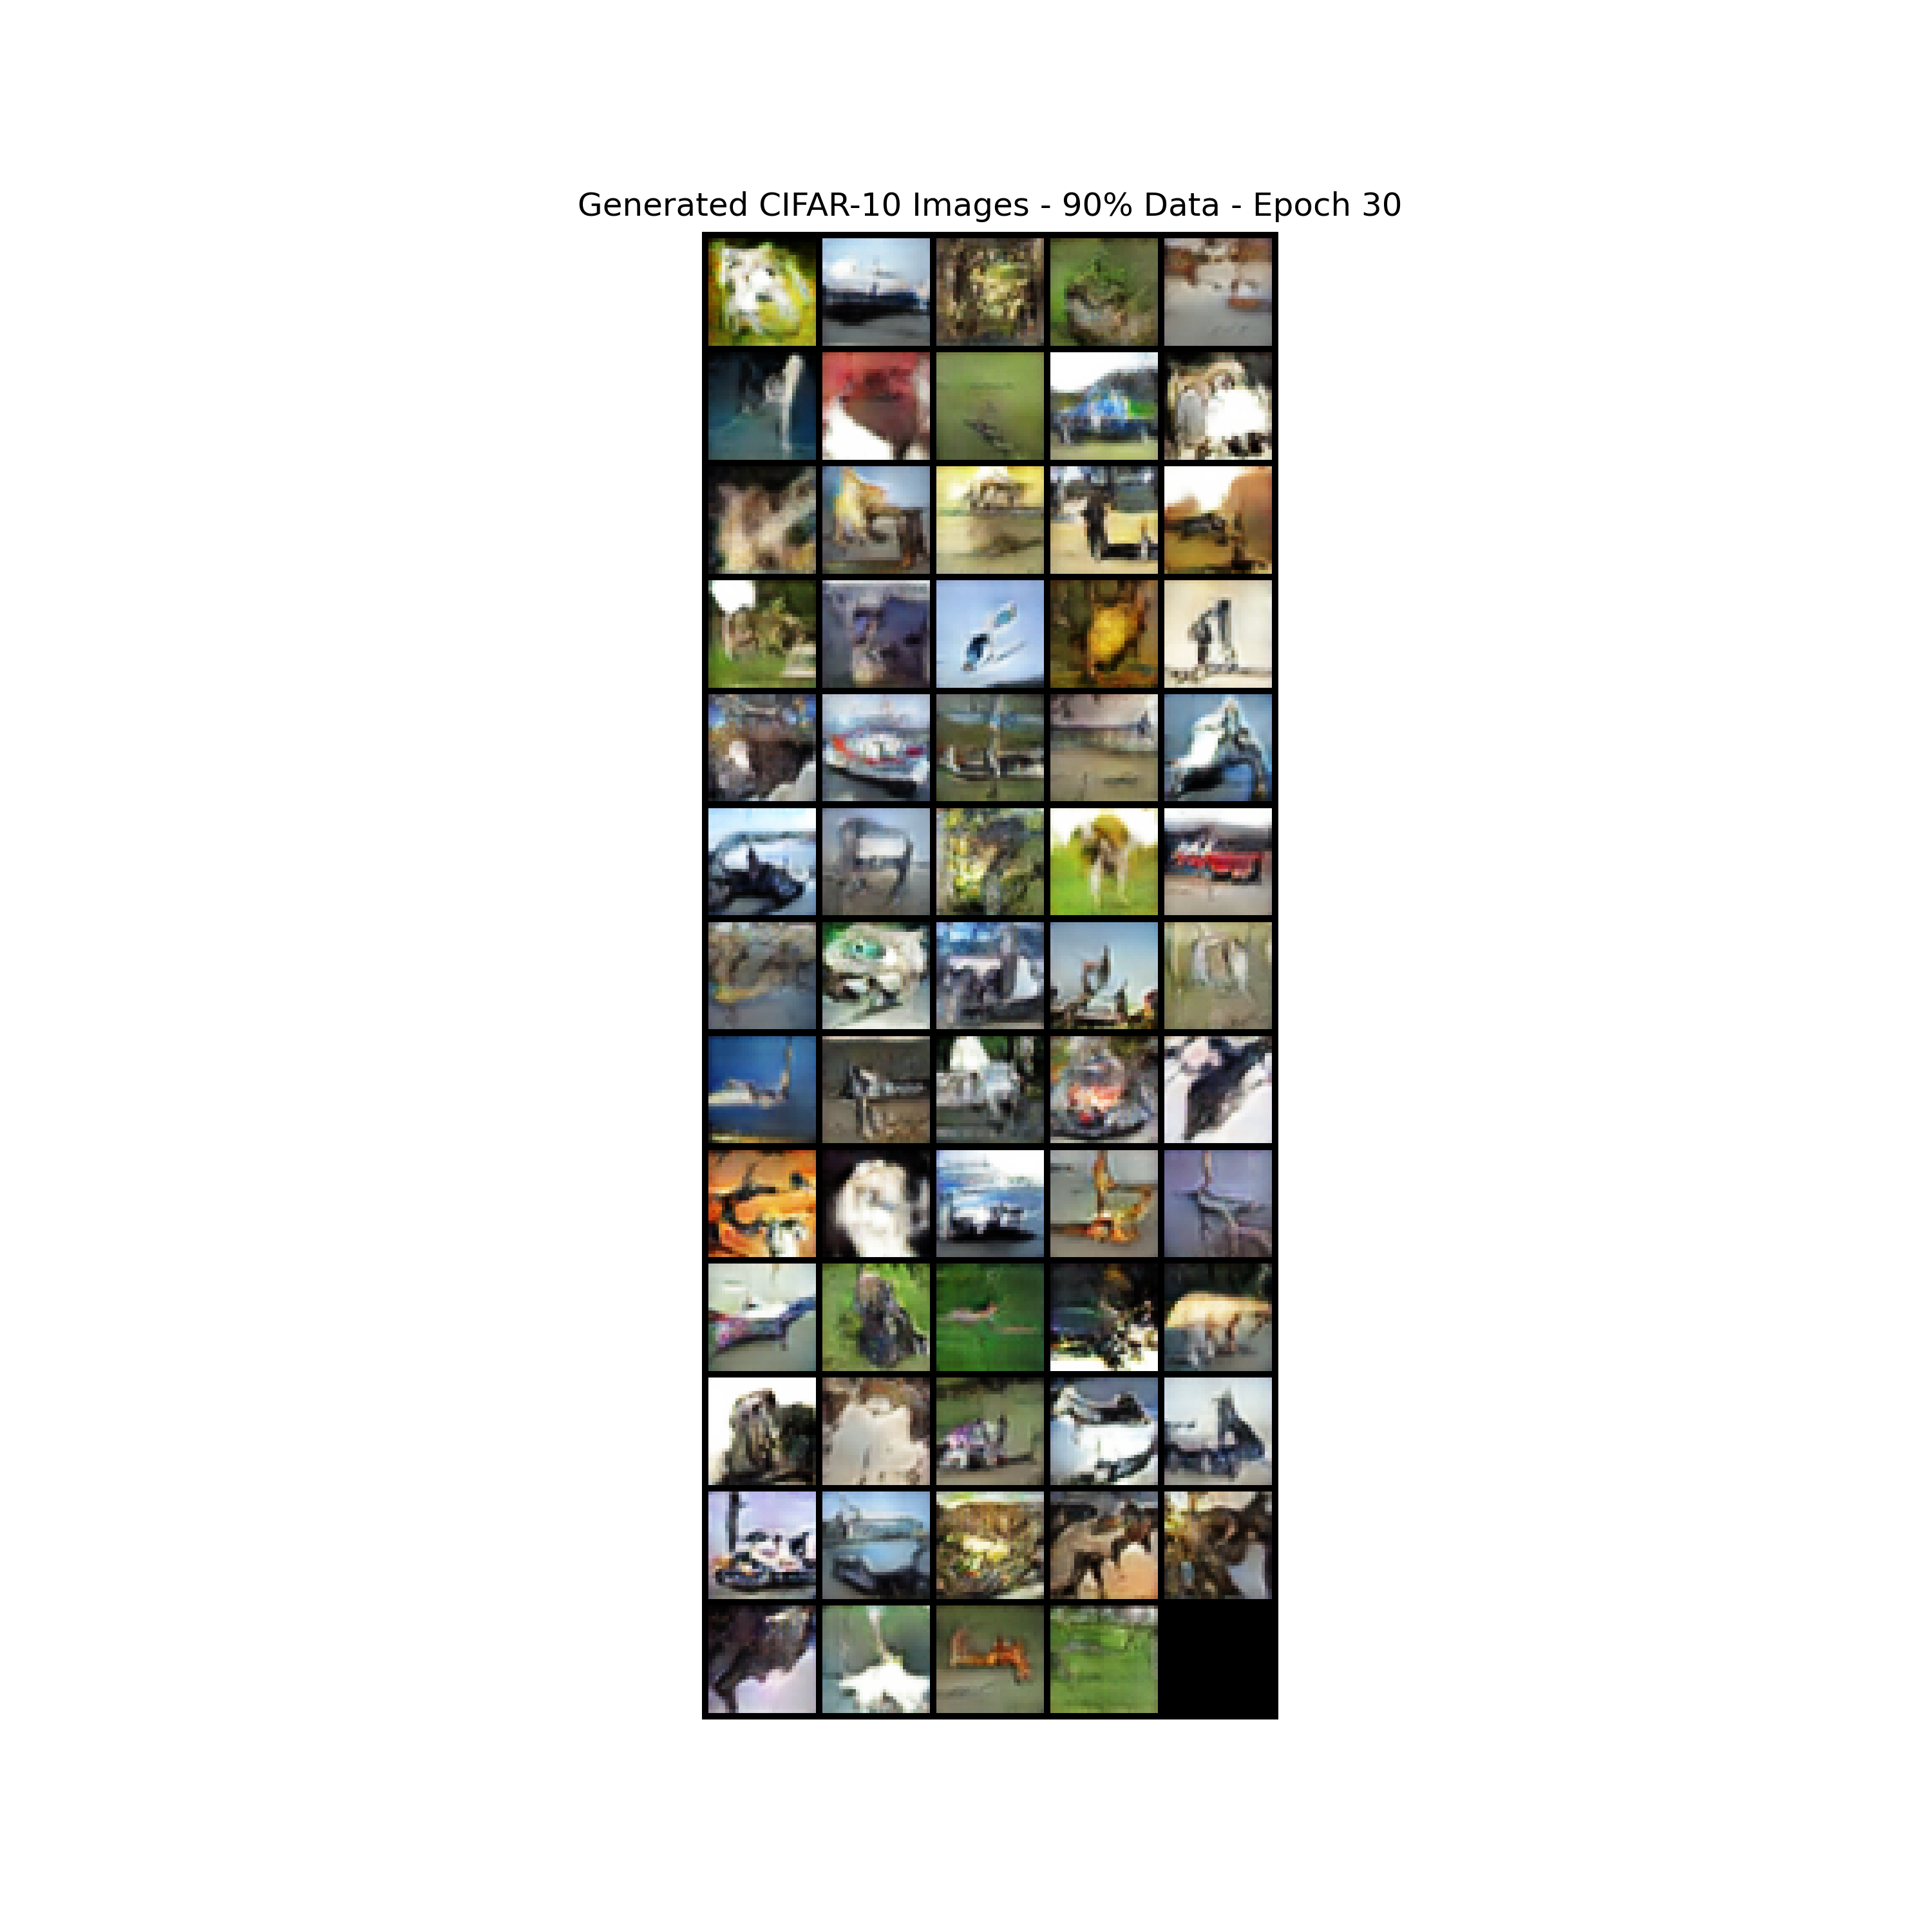 Generated CIFAR-10 Images - 90% Data - Epoch 30